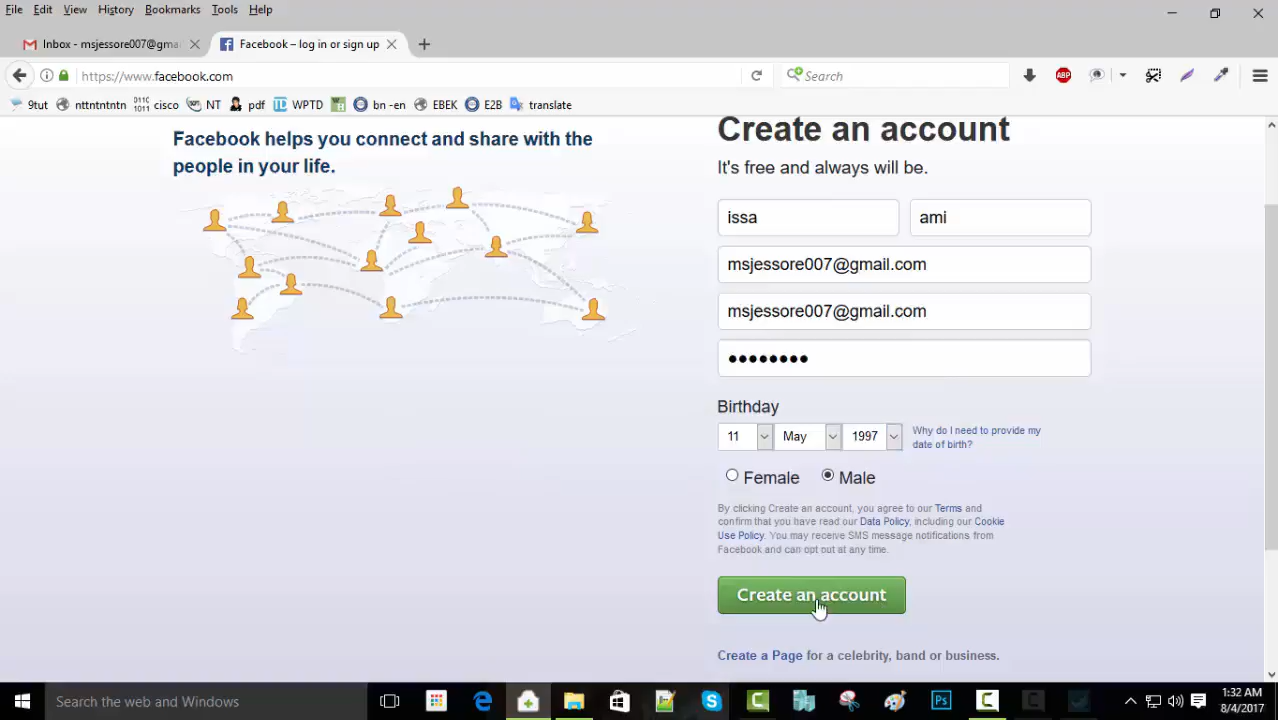 File Edit View History Bookmarks Tools Help
Inbox - msjessore007@gma
Facebook – log in or sign up
https://www.facebook.com
Search
ABP
9tut nttntntntn cisco NT pdf WPTD bn -en EBEK E2B translate
Facebook helps you connect and share with the
people in your life.
Create an account
It's free and always will be.
issa ami
msjessore007@gmail.com
msjessore007@gmail.com
Birthday
11 May 1997
Why do I need to provide my
date of birth?
Female Male
By clicking Create an account, you agree to our Terms and
confirm that you have read our Data Policy, including our Cookie
Use Policy. You may receive SMS message notifications from
Facebook and can opt out at any time.
Create an account
Create a Page for a celebrity, band or business.
Search the web and Windows
1:32 AM
8/4/2017